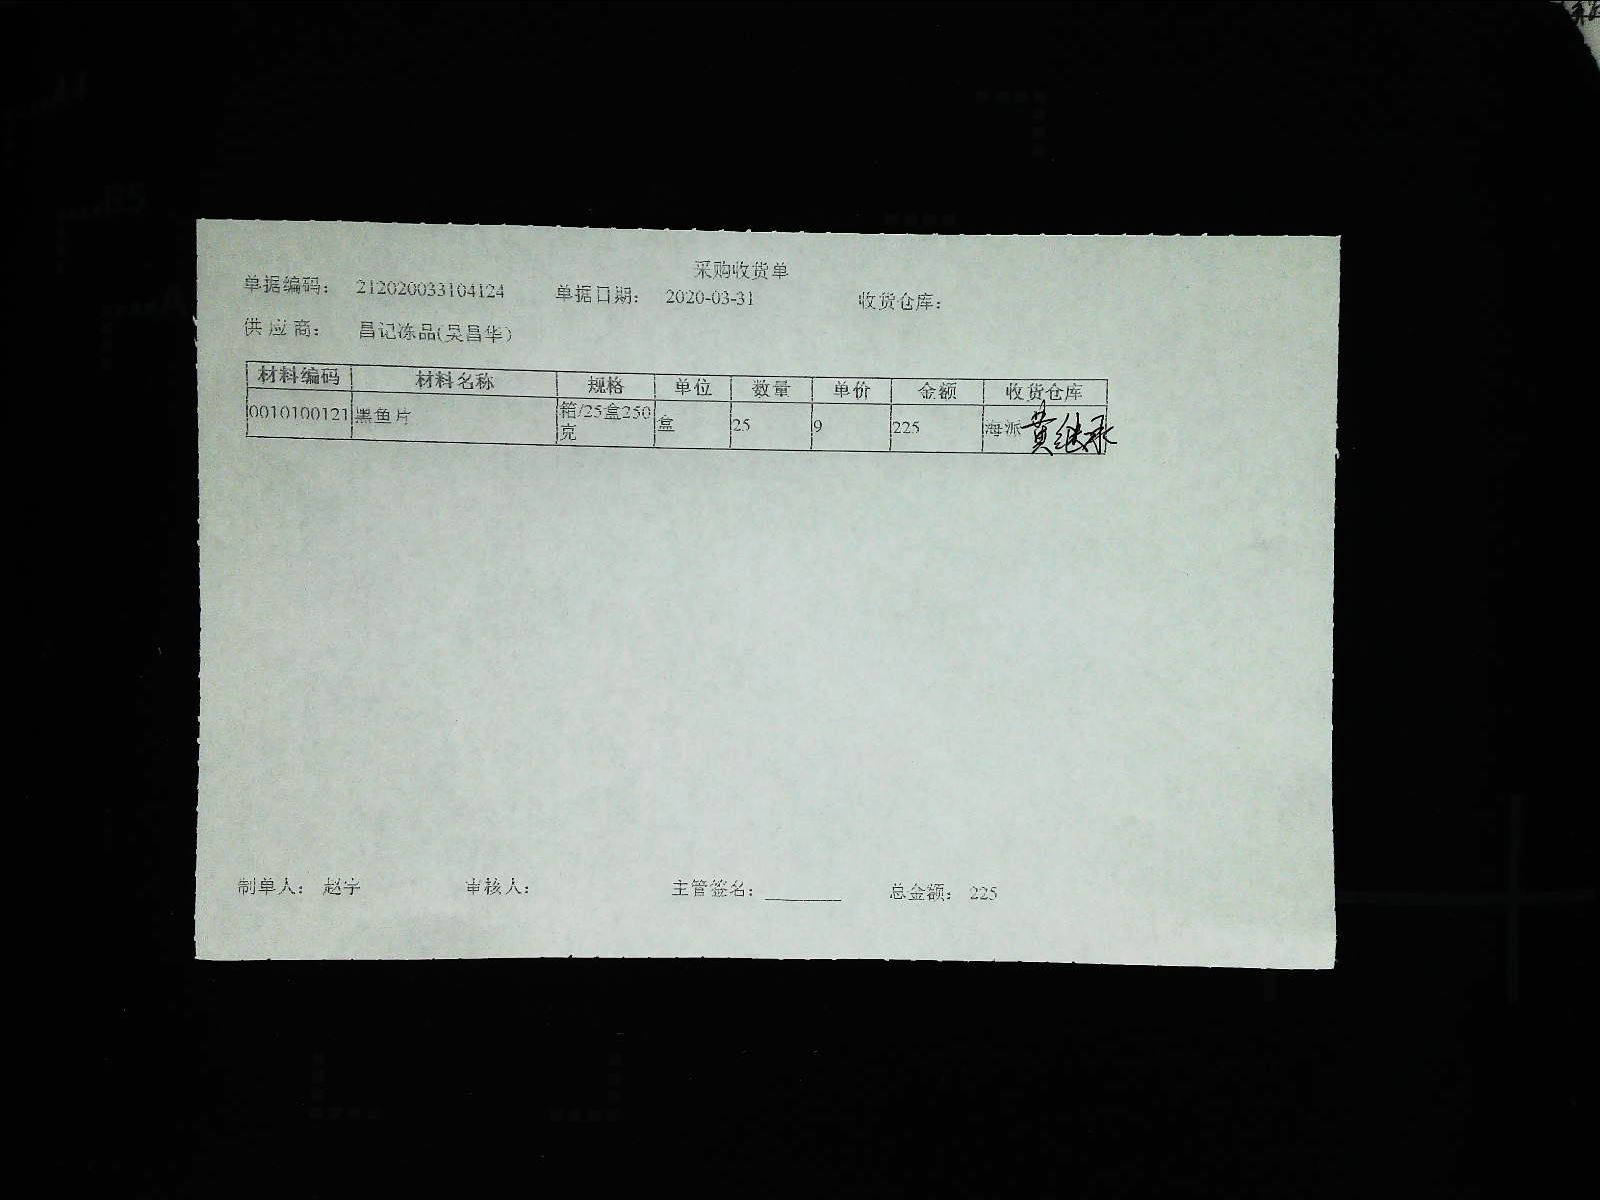 采购收货单
单据编码： 212020033104124 单据日期： 2020-03-31 收货仓库：
供 应 商： 昌记冻品(吴昌华)
材料编码 材料名称 规格 单位 数量 单价 金额 收货仓库
0010100121 黑鱼片 箱/25盒250克 盒 25 9 225 海派 黄继承
制单人： 赵宇 审核人： 主管签名：________ 总金额： 225